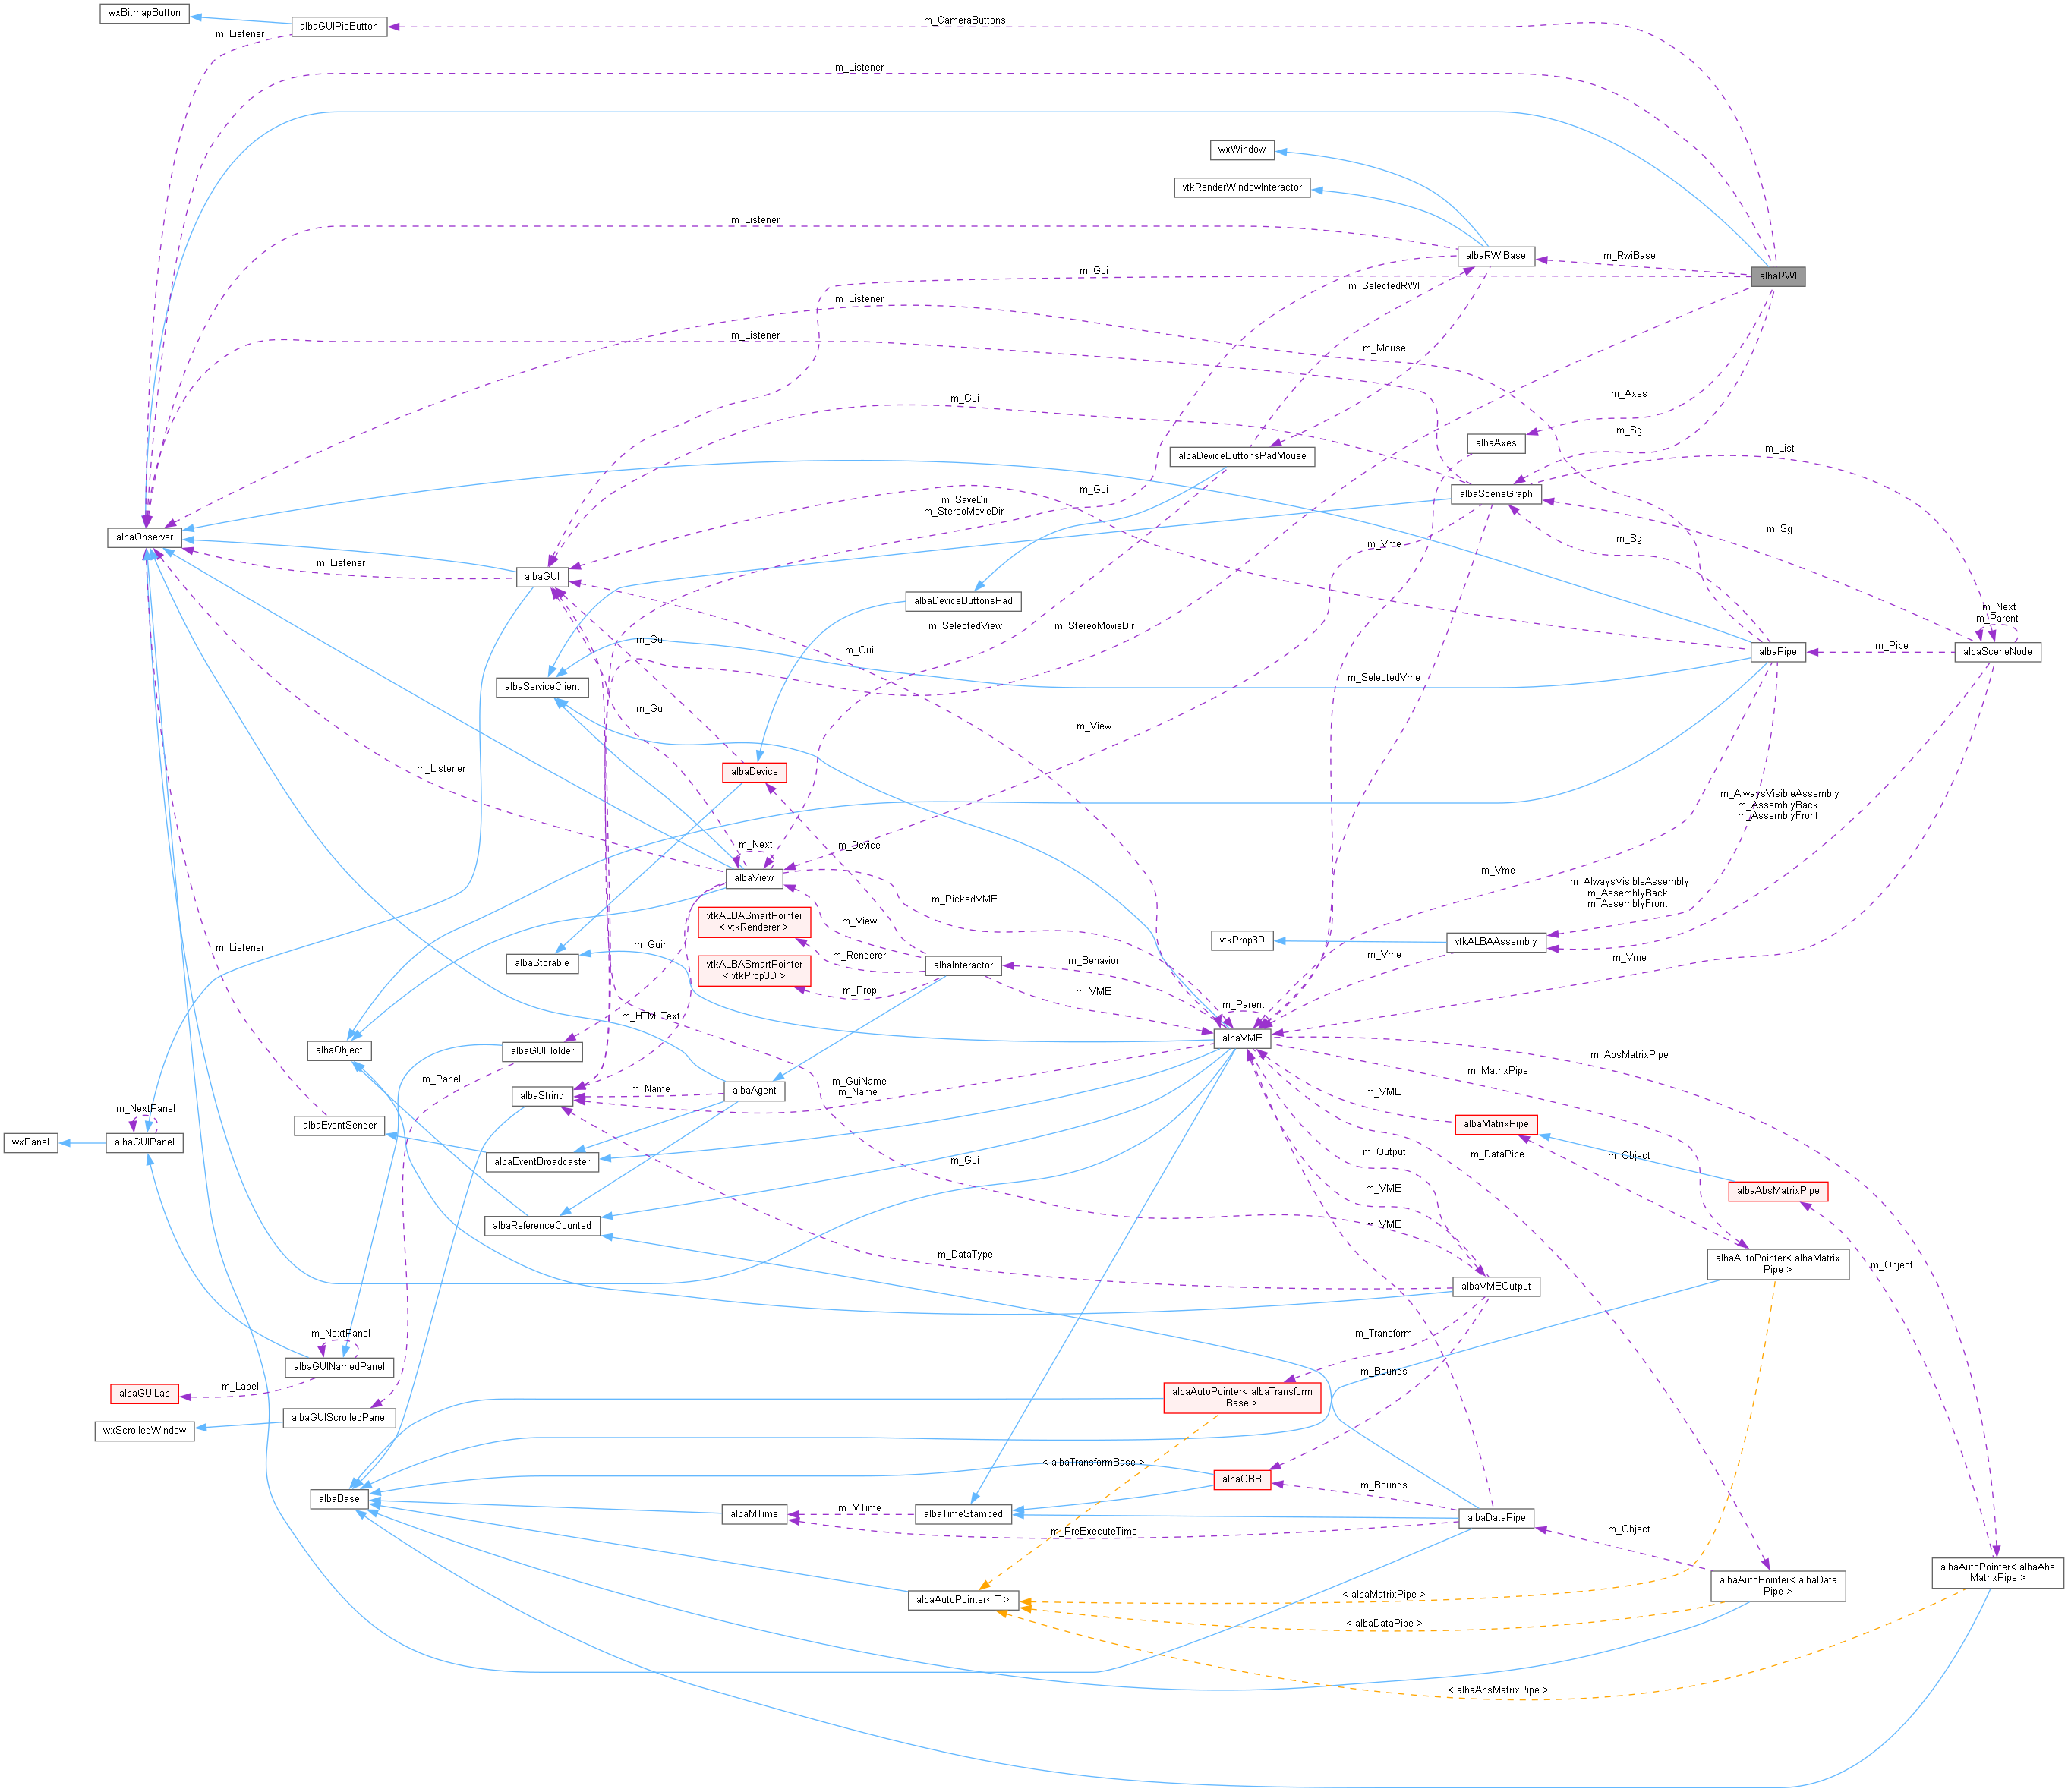 wxBitmapButton
albaGUIPicButton
m_CameraButtons
m_Listener
m_Listener
wxWindow
vtkRenderWindowInteractor
m_Listener
albaRWIBase
m_RwiBase
albaRWI
m_Gui
m_SelectedRWI
m_Listener
m_Listener
m_Mouse
m_Gui
m_Axes
m_Sg
albaAxes
m_List
albaDeviceButtonsPadMouse
albaSceneGraph
m_SaveDir
m_StereoMovieDir
m_Gui
albaObserver
m_Vme
m_Sg
m_Sg
m_Listener
albaGUI
albaDeviceButtonsPad
m_Next
m_Parent
m_SelectedView
m_StereoMovieDir
m_Gui
m_Gui
m_Pipe
albaPipe
albaSceneNode
albaServiceClient
m_SelectedVme
m_Gui
m_View
m_Listener
albaDevice
m_AlwaysVisibleAssembly
m_AssemblyBack
m_AssemblyFront
m_Next
m_Device
albaView
m_Vme
m_AlwaysVisibleAssembly
m_AssemblyBack
m_AssemblyFront
m_PickedVME
vtkALBASmartPointer
< vtkRenderer >
m_View
vtkProp3D
vtkALBAAssembly
m_Listener
m_Guih
m_Renderer
m_Vme
m_Vme
albaStorable
albaInteractor
m_Behavior
vtkALBASmartPointer
< vtkProp3D >
m_Prop
m_VME
m_Parent
m_HTMLText
albaVME
albaObject
albaGUIHolder
m_AbsMatrixPipe
m_MatrixPipe
m_Panel
m_GuiName
m_Name
m_Name
albaAgent
m_VME
albaString
m_NextPanel
albaEventSender
albaMatrixPipe
wxPanel
albaGUIPanel
albaEventBroadcaster
m_Gui
m_Output
m_DataPipe
m_Object
m_VME
albaAbsMatrixPipe
albaReferenceCounted
m_VME
m_DataType
albaAutoPointer< albaMatrix
Pipe >
m_Object
albaVMEOutput
m_NextPanel
m_Transform
albaGUINamedPanel
m_Bounds
albaGUILab
m_Label
albaAutoPointer< albaTransform
Base >
albaGUIScrolledPanel
wxScrolledWindow
< albaTransformBase >
albaOBB
m_Bounds
albaBase
albaMTime
m_MTime
albaTimeStamped
albaDataPipe
m_PreExecuteTime
m_Object
albaAutoPointer< albaAbs
MatrixPipe >
albaAutoPointer< albaData
Pipe >
< albaMatrixPipe >
albaAutoPointer< T >
< albaDataPipe >
< albaAbsMatrixPipe >